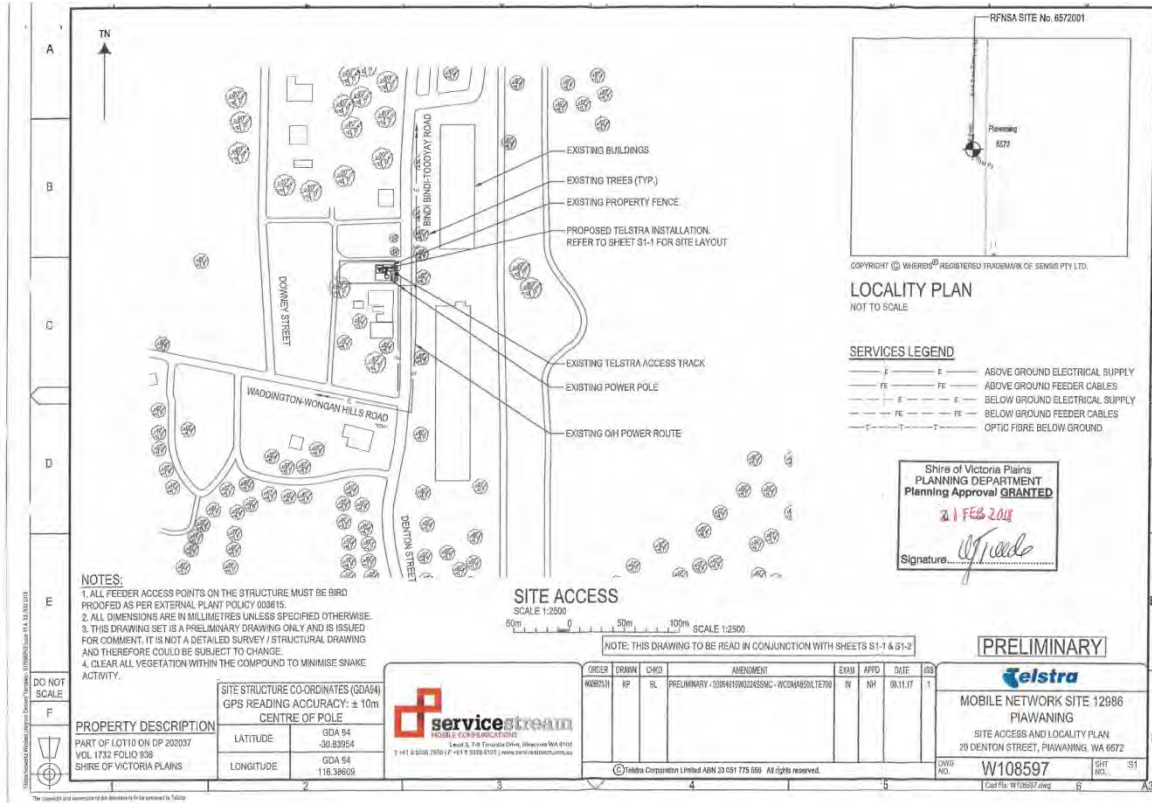 A
B
C
D
E
DO NOT
SCALE
F
TN
BINDI BINDI-TOODYAY ROAD
DOWNEY STREET
WADDINGTON-WONGAN HILLS ROAD
DENTON STREET
EXISTING BUILDINGS
EXISTING TREES (TYP.)
EXISTING PROPERTY FENCE
PROPOSED TELSTRA INSTALLATION.
REFER TO SHEET S1-1 FOR SITE LAYOUT
EXISTING TELSTRA ACCESS TRACK
EXISTING POWER POLE
EXISTING O/H POWER ROUTE
RFNSA SITE No. 6572001
Piawaning
6572
COPYRIGHT © WHEREIS® REGISTERED TRADEMARK OF SENSIS PTY LTD.
LOCALITY PLAN
NOT TO SCALE
SERVICES LEGEND
E E ABOVE GROUND ELECTRICAL SUPPLY
FE FE ABOVE GROUND FEEDER CABLES
E E BELOW GROUND ELECTRICAL SUPPLY
FE FE BELOW GROUND FEEDER CABLES
T T T OPTIC FIBRE BELOW GROUND
Shire of Victoria Plains
PLANNING DEPARTMENT
Planning Approval GRANTED
21 FEB 2018
Signature
NOTES:
1. ALL FEEDER ACCESS POINTS ON THE STRUCTURE MUST BE BIRD
PROOFED AS PER EXTERNAL PLANT POLICY 003615.
2. ALL DIMENSIONS ARE IN MILLIMETRES UNLESS SPECIFIED OTHERWISE.
3. THIS DRAWING SET IS A PRELIMINARY DRAWING ONLY AND IS ISSUED
FOR COMMENT. IT IS NOT A DETAILED SURVEY / STRUCTURAL DRAWING
AND THEREFORE COULD BE SUBJECT TO CHANGE.
4. CLEAR ALL VEGETATION WITHIN THE COMPOUND TO MINIMISE SNAKE
ACTIVITY.
SITE ACCESS
SCALE 1:2500
50m 0 50m 100m SCALE 1:2500
NOTE: THIS DRAWING TO BE READ IN CONJUNCTION WITH SHEETS S1-1 & S1-2
PRELIMINARY
PROPERTY DESCRIPTION
PART OF LOT10 ON DP 202037
VOL 1732 FOLIO 936
SHIRE OF VICTORIA PLAINS
SITE STRUCTURE CO-ORDINATES (GDA94)
GPS READING ACCURACY: ± 10m
CENTRE OF POLE
LATITUDE GDA 94
-30.83954
LONGITUDE GDA 94
116.38609
servicestream
MOBILE COMMUNICATIONS
ORDER DRAWN CHKD AMENDMENT EXAM APPD DATE ISS
KP BL PRELIMINARY IN NH 08.11.17 1
© Telstra Corporation Limited ABN 33 051 775 556 All rights reserved.
Telstra
MOBILE NETWORK SITE 12986
PIAWANING
SITE ACCESS AND LOCALITY PLAN
29 DENTON STREET, PIAWANING, WA 6572
DWG
NO. W108597 SHT
NO. S1
Cad File: W108597.dwg
2 3 4 5 6 A3